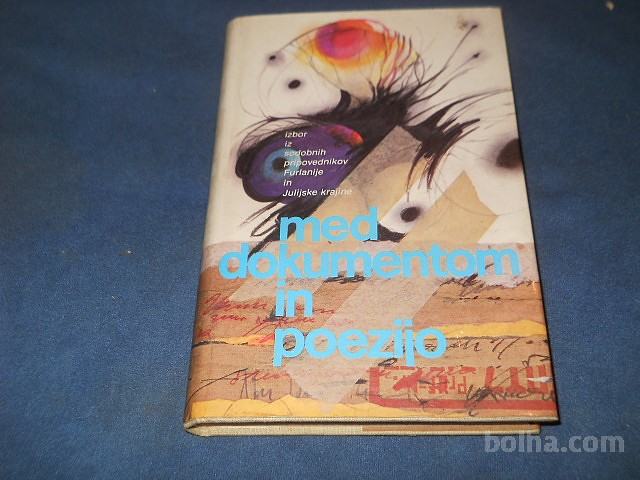 izbor
iz
sodobnih
pripovednikov
Furlanije
in
Julijske krajine
med
dokumentom
in
poezijo
bolha.com